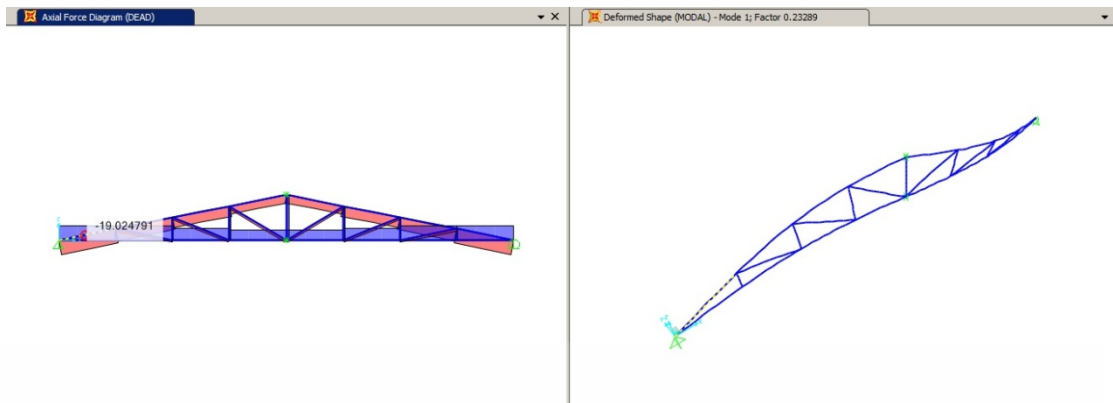 Axial Force Diagram (DEAD)
Deformed Shape (MODAL) - Mode 1; Factor 0.23289
-19.024791